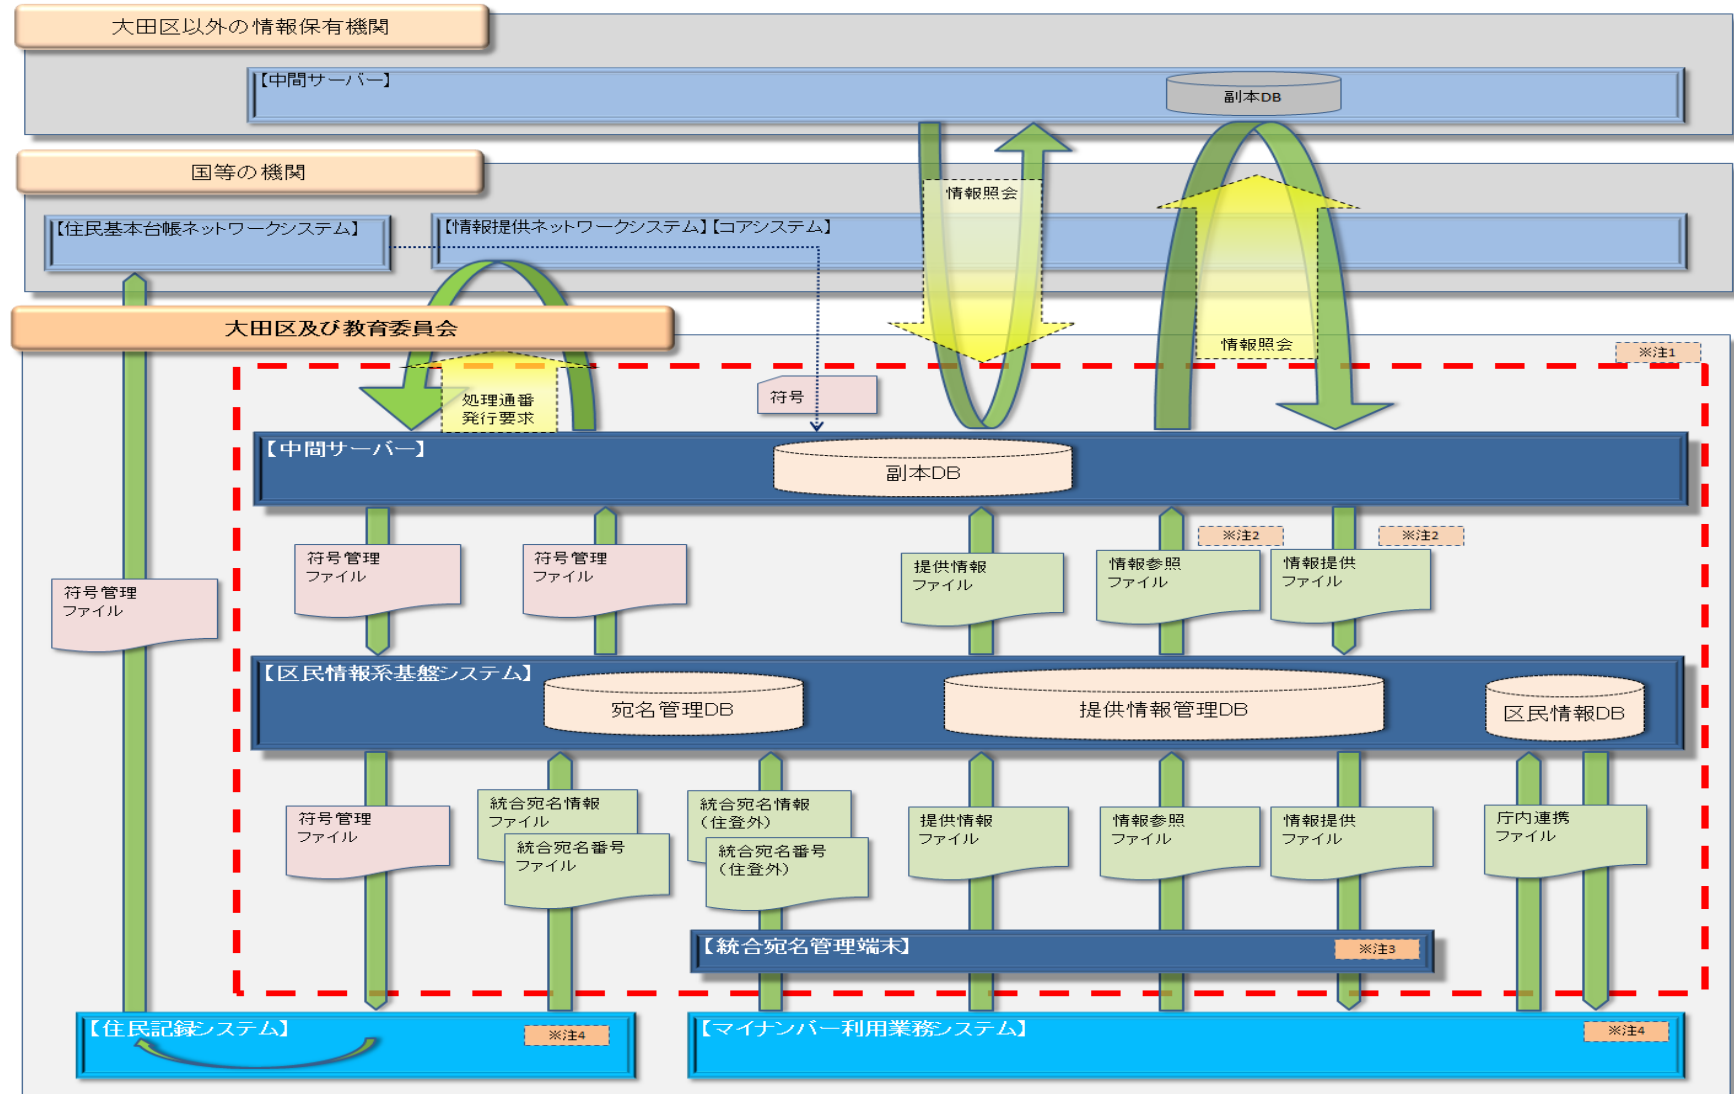 大田区以外の情報保有機関
【中間サーバー】
副本DB
国等の機関
情報照会
【住民基本台帳ネットワークシステム】
【情報提供ネットワークシステム】【コアシステム】
大田区及び教育委員会
情報照会
※注1
処理通番
発行要求
符号
【中間サーバー】
副本DB
※注2
※注2
符号管理
ファイル
符号管理
ファイル
提供情報
ファイル
情報参照
ファイル
情報提供
ファイル
符号管理
ファイル
【区民情報系基盤システム】
宛名管理DB
提供情報管理DB
区民情報DB
符号管理
ファイル
統合宛名情報
ファイル
統合宛名番号
ファイル
統合宛名情報
（住登外）
統合宛名番号
（住登外）
提供情報
ファイル
情報参照
ファイル
情報提供
ファイル
庁内連携
ファイル
【統合宛名管理端末】
※注3
【住民記録システム】
※注4
【マイナンバー利用業務システム】
※注4